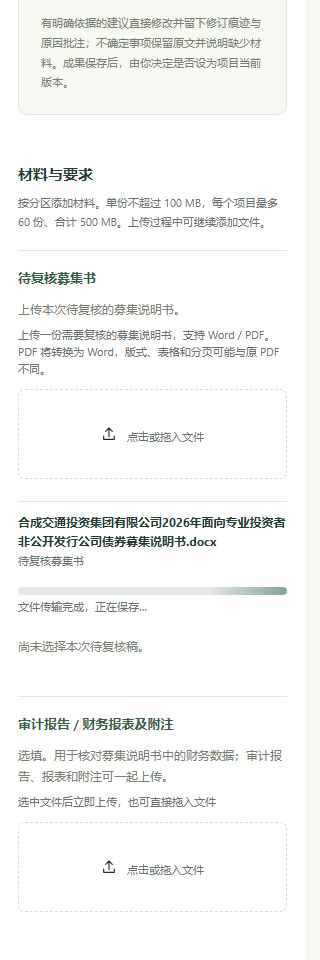 有明确依据的建议直接修改并留下修订痕迹与
原因批注；不确定事项保留原文并说明缺少材
料。成果保存后，由你决定是否设为项目当前
版本。
材料与要求
按分区添加材料。单份不超过 100 MB，每个项目最多
60 份、合计 500 MB。上传过程中可继续添加文件。
待复核募集书
上传本次待复核的募集说明书。
上传一份需要复核的募集说明书，支持 Word / PDF。
PDF 将转换为 Word，版式、表格和分页可能与原 PDF
不同。
点击或拖入文件
合成交通投资集团有限公司2026年面向专业投资者
非公开发行公司债券募集说明书.docx
待复核募集书
文件传输完成，正在保存...
尚未选择本次待复核稿。
审计报告 / 财务报表及附注
选填。用于核对募集说明书中的财务数据；审计报
告、报表和附注可一起上传。
选中文件后立即上传，也可直接拖入文件
点击或拖入文件